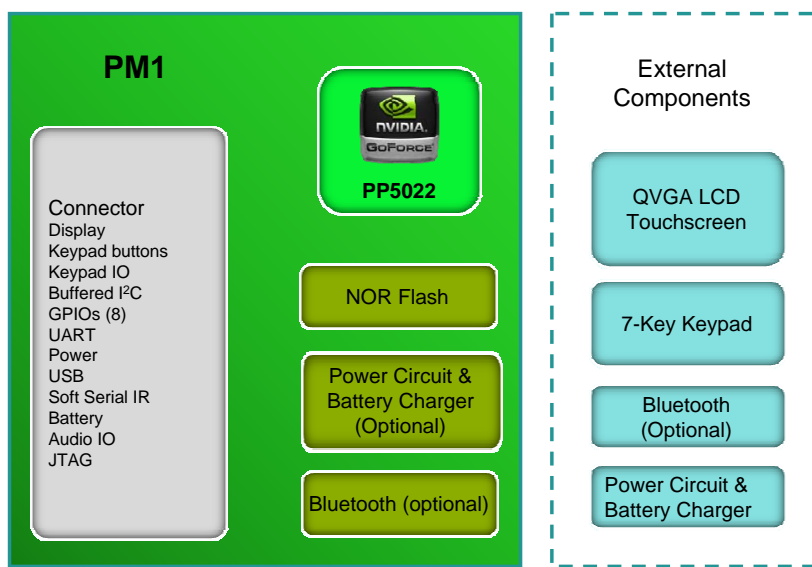 PM1
Connector
Display
Keypad buttons
Keypad IO
Buffered I²C
GPIOs (8)
UART
Power
USB
Soft Serial IR
Battery
Audio IO
JTAG
NVIDIA.
GOFORCE
PP5022
NOR Flash
Power Circuit &
Battery Charger
(Optional)
Bluetooth (optional)
External
Components
QVGA LCD
Touchscreen
7-Key Keypad
Bluetooth
(Optional)
Power Circuit &
Battery Charger